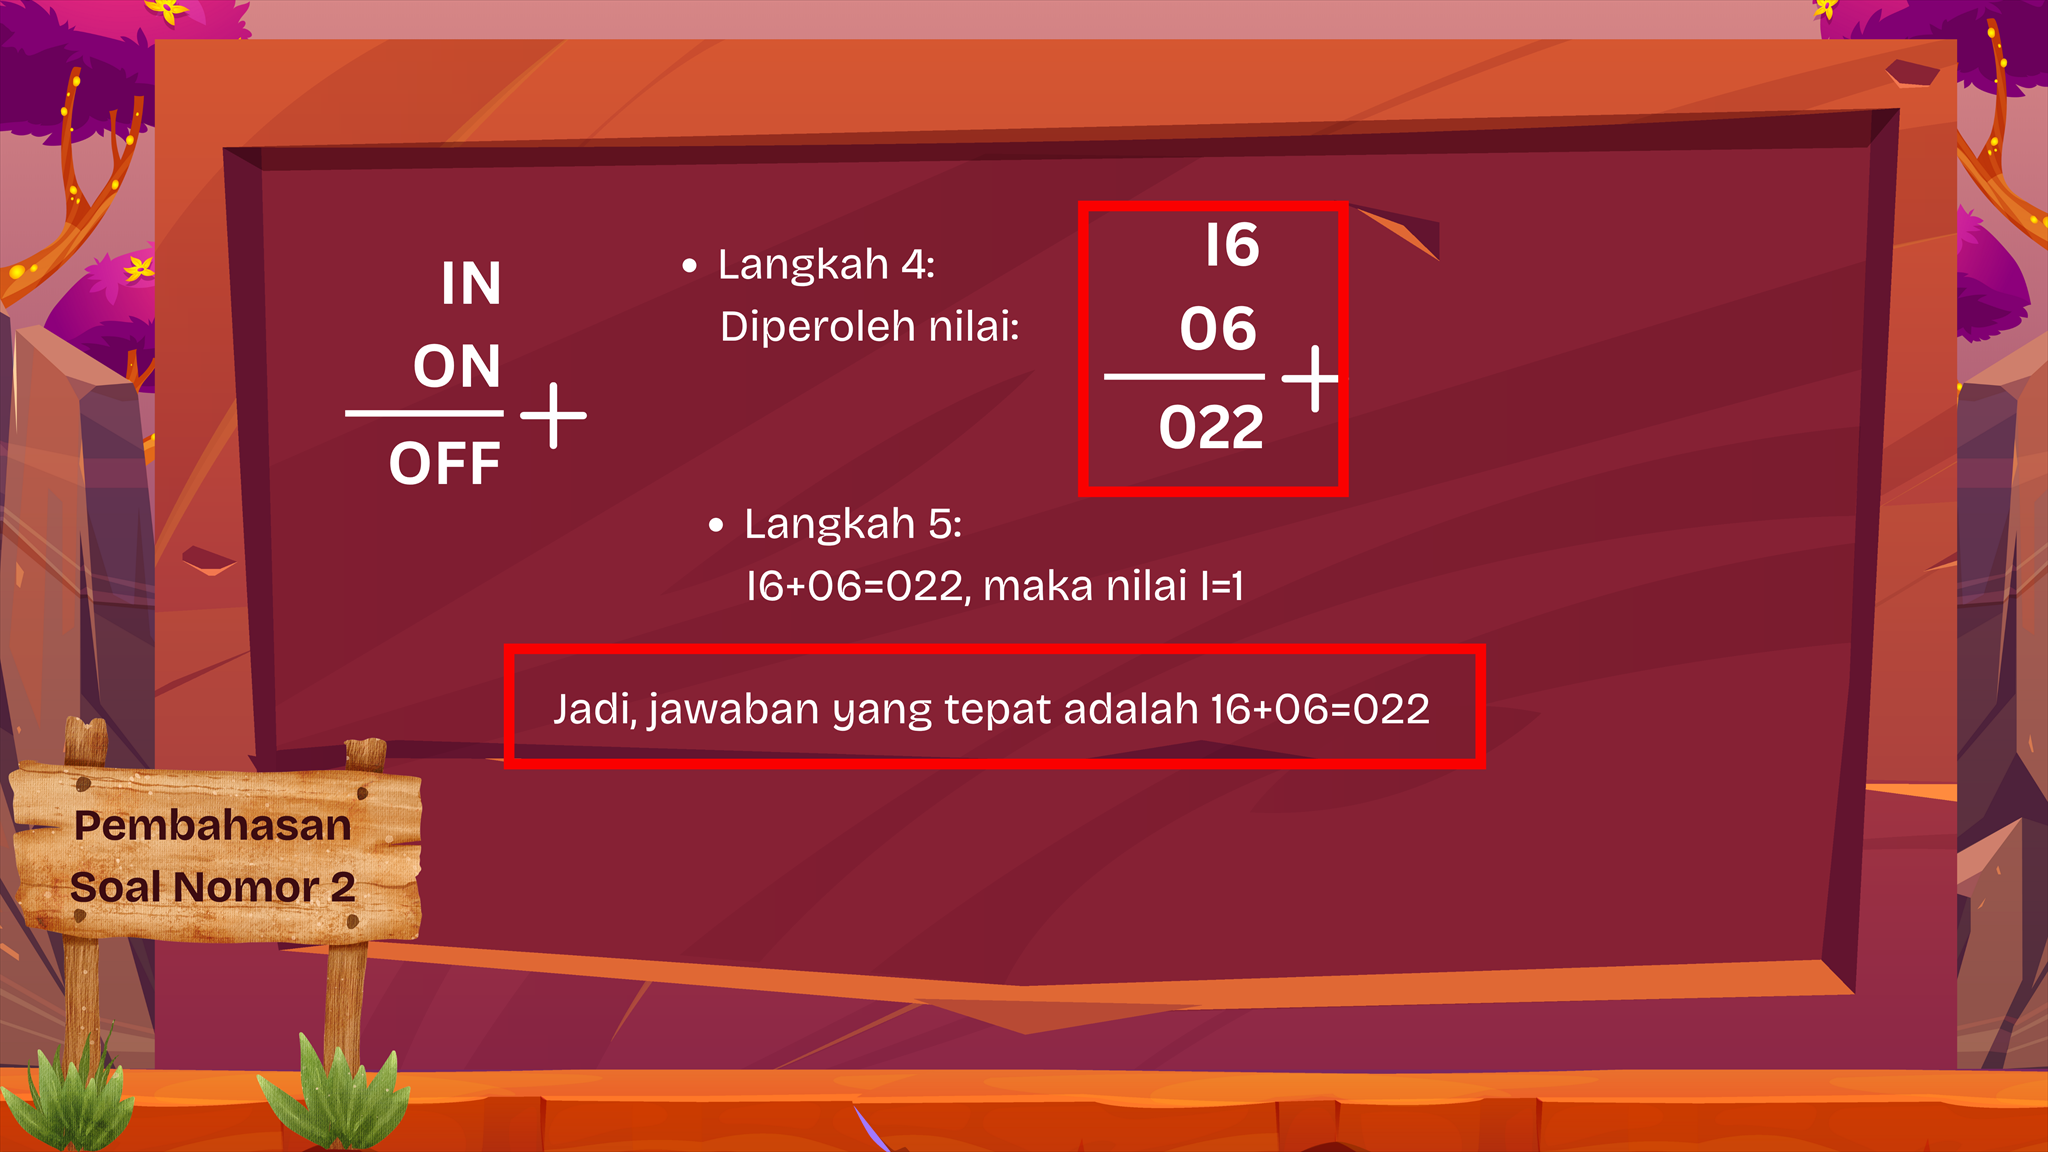 IN
ON
+
OFF
• Langkah 4:
Diperoleh nilai:
I6
06
+
022
• Langkah 5:
I6+06=022, maka nilai I=1
Jadi, jawaban yang tepat adalah 16+06=022
Pembahasan
Soal Nomor 2